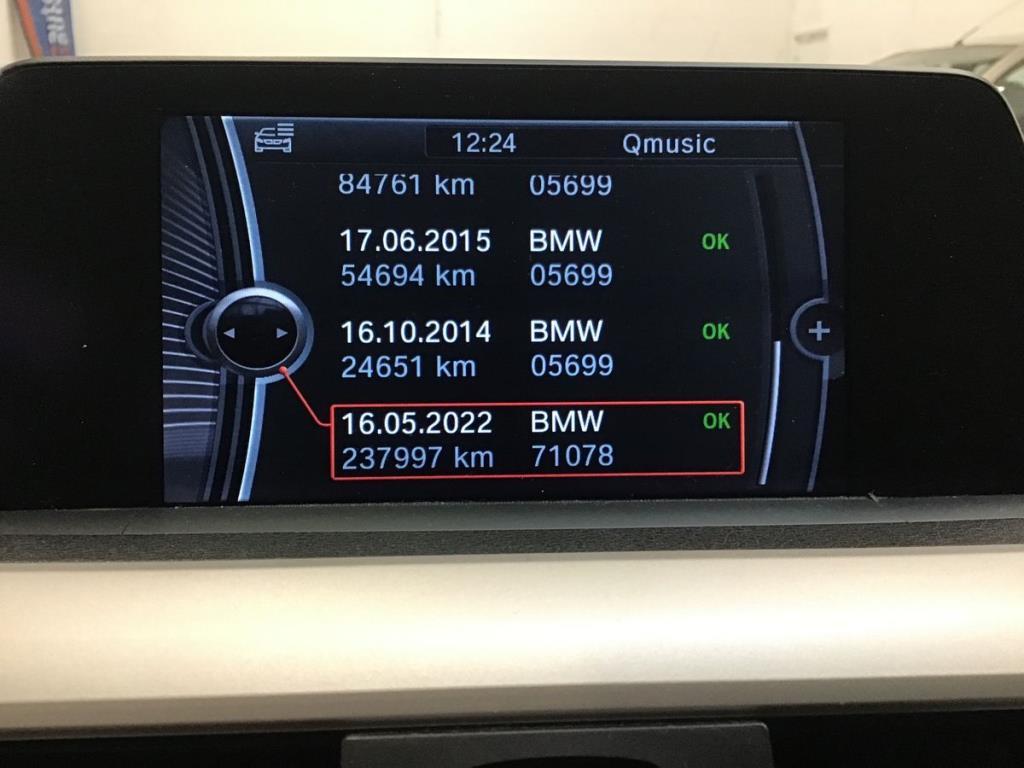 12:24 Qmusic
84761 km 05699
17.06.2015 BMW OK
54694 km 05699
16.10.2014 BMW OK
24651 km 05699
16.05.2022 BMW OK
237997 km 71078